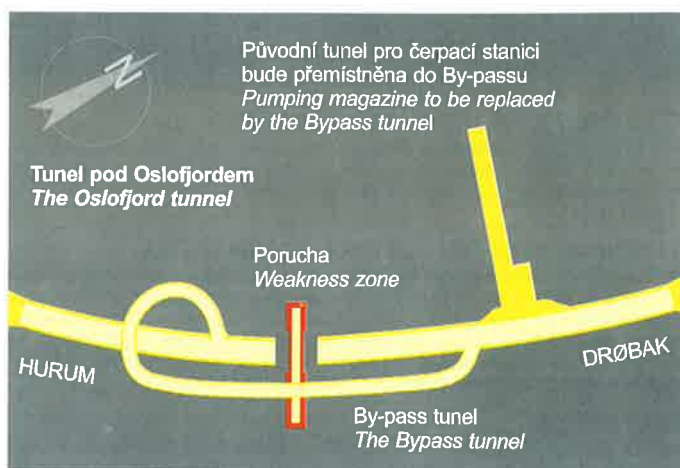 N
Původní tunel pro čerpací stanici
bude přemístněna do By-passu
Pumping magazine to be replaced
by the Bypass tunnel
Tunel pod Oslofjordem
The Oslofjord tunnel
Porucha
Weakness zone
HURUM
DRØBAK
By-pass tunel
The Bypass tunnel